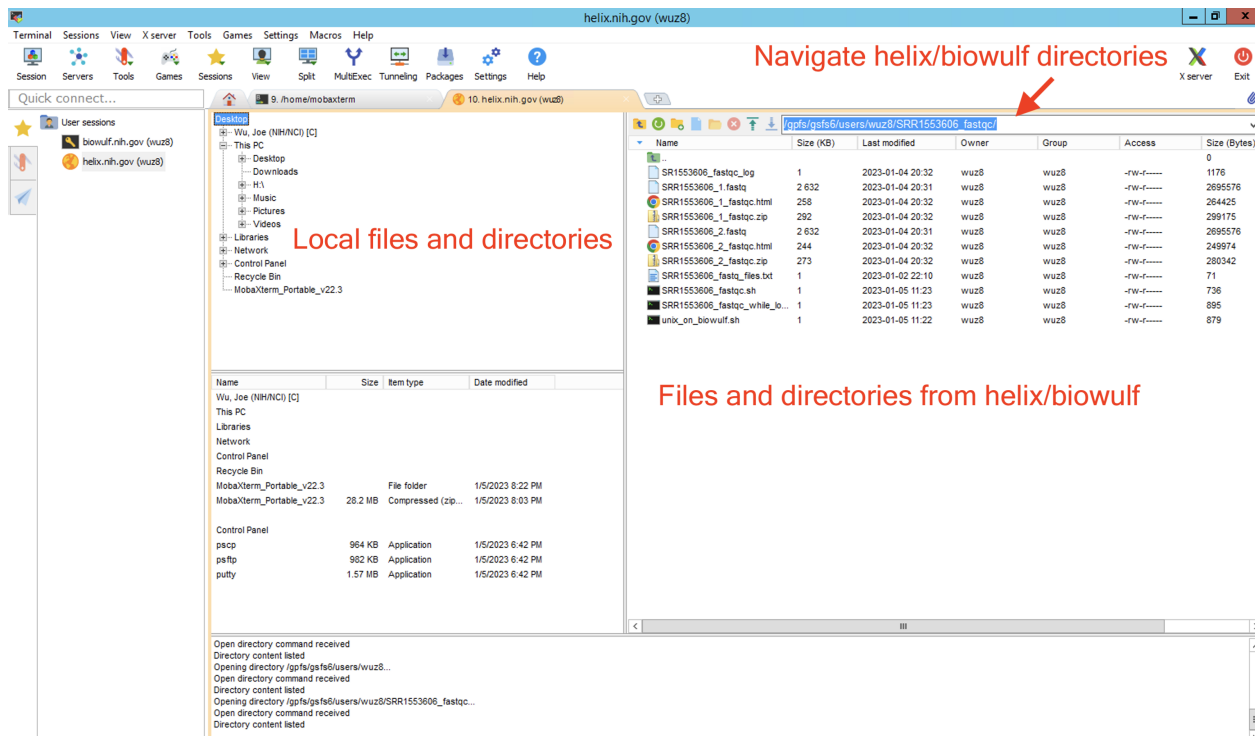 helix.nih.gov (wuz8)
Terminal Sessions View X server Tools Games Settings Macros Help
Session Servers Tools Games Sessions View Split MultiExec Tunneling Packages Settings Help X server Exit
Navigate helix/biowulf directories
Quick connect...
9. /home/mobaxterm
10. helix.nih.gov (wuz8)
User sessions
biowulf.nih.gov (wuz8)
helix.nih.gov (wuz8)
Desktop
Wu, Joe (NIH/NCI) [C]
This PC
Desktop
Downloads
H:\
Music
Pictures
Videos
Libraries
Network
Control Panel
Recycle Bin
MobaXterm_Portable_v22.3
Local files and directories
Name Size Item type Date modified
Wu, Joe (NIH/NCI) [C]
This PC
Libraries
Network
Control Panel
Recycle Bin
MobaXterm_Portable_v22.3 File folder 1/5/2023 8:22 PM
MobaXterm_Portable_v22.3 28.2 MB Compressed (zip... 1/5/2023 8:03 PM
Control Panel
pscp 964 KB Application 1/5/2023 6:42 PM
psftp 982 KB Application 1/5/2023 6:42 PM
putty 1.57 MB Application 1/5/2023 6:42 PM
/gpfs/gsfs6/users/wuz8/SRR1553606_fastqc/
Name Size (KB) Last modified Owner Group Access Size (Bytes)
.. 0
SR1553606_fastqc_log 1 2023-01-04 20:32 wuz8 wuz8 -rw-r----- 1176
SRR1553606_1.fastq 2 632 2023-01-04 20:31 wuz8 wuz8 -rw-r----- 2695576
SRR1553606_1_fastqc.html 258 2023-01-04 20:32 wuz8 wuz8 -rw-r----- 264425
SRR1553606_1_fastqc.zip 292 2023-01-04 20:32 wuz8 wuz8 -rw-r----- 299175
SRR1553606_2.fastq 2 632 2023-01-04 20:31 wuz8 wuz8 -rw-r----- 2695576
SRR1553606_2_fastqc.html 244 2023-01-04 20:32 wuz8 wuz8 -rw-r----- 249974
SRR1553606_2_fastqc.zip 273 2023-01-04 20:32 wuz8 wuz8 -rw-r----- 280342
SRR1553606_fastq_files.txt 1 2023-01-02 22:10 wuz8 wuz8 -rw-r----- 71
SRR1553606_fastqc.sh 1 2023-01-05 11:23 wuz8 wuz8 -rw-r----- 736
SRR1553606_fastqc_while_lo... 1 2023-01-05 11:23 wuz8 wuz8 -rw-r----- 895
unix_on_biowulf.sh 1 2023-01-05 11:22 wuz8 wuz8 -rw-r----- 879
Files and directories from helix/biowulf
Open directory command received
Directory content listed
Opening directory /gpfs/gsfs6/users/wuz8...
Open directory command received
Directory content listed
Opening directory /gpfs/gsfs6/users/wuz8/SRR1553606_fastqc...
Open directory command received
Directory content listed